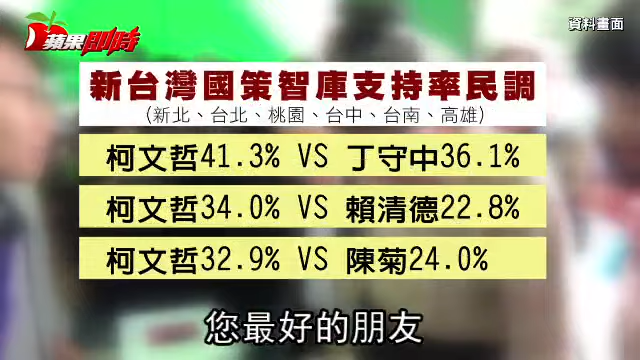 蘋果即時
資料畫面
新台灣國策智庫支持率民調
(新北、台北、桃園、台中、台南、高雄)
柯文哲41.3% VS 丁守中36.1%
柯文哲34.0% VS 賴清德22.8%
柯文哲32.9% VS 陳菊24.0%
您最好的朋友